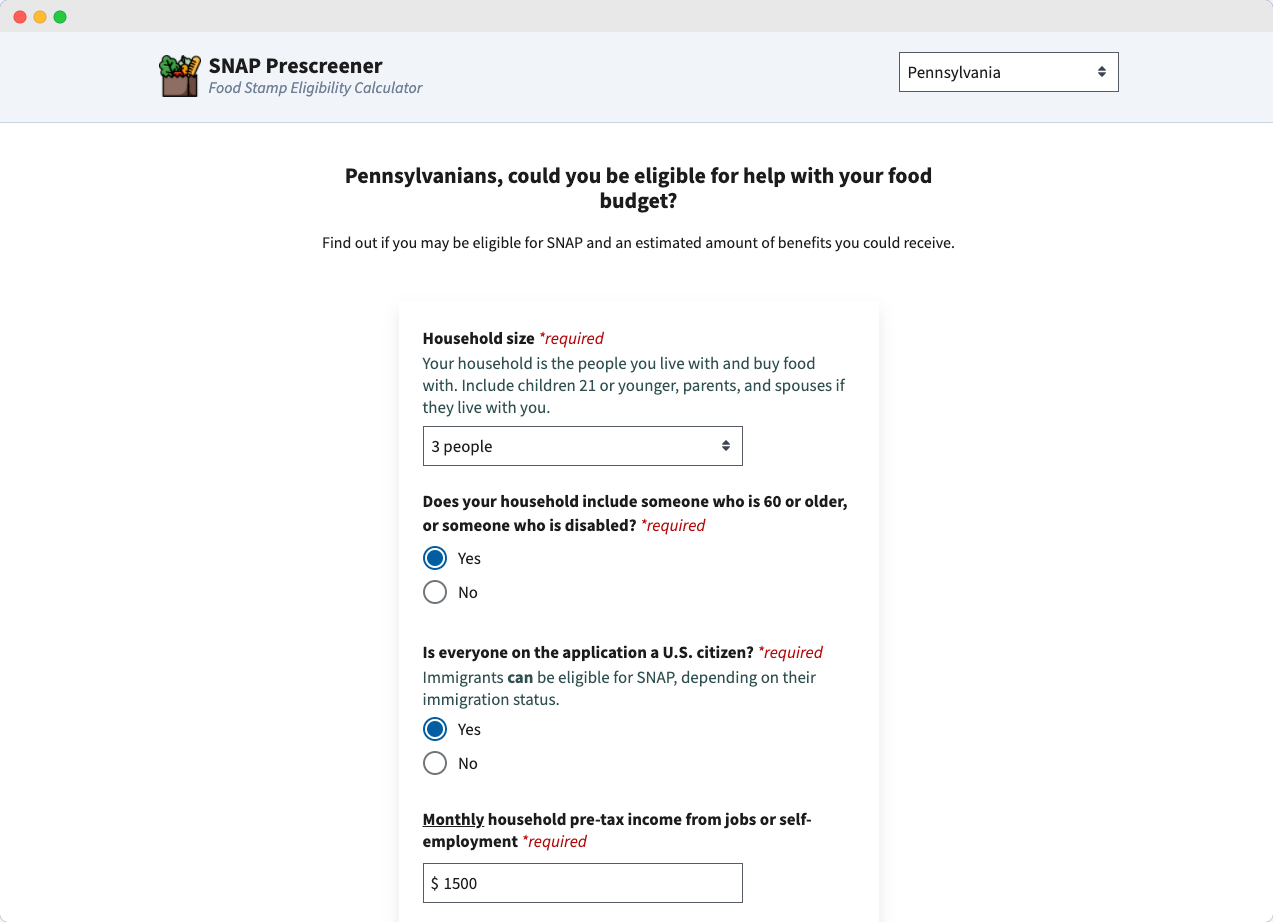 SNAP Prescreener
Food Stamp Eligibility Calculator
Pennsylvania
Pennsylvanians, could you be eligible for help with your food
budget?
Find out if you may be eligible for SNAP and an estimated amount of benefits you could receive.
Household size *required
Your household is the people you live with and buy food
with. Include children 21 or younger, parents, and spouses if
they live with you.
3 people
Does your household include someone who is 60 or older,
or someone who is disabled? *required
Yes
No
Is everyone on the application a U.S. citizen? *required
Immigrants can be eligible for SNAP, depending on their
immigration status.
Yes
No
Monthly household pre-tax income from jobs or self-
employment *required
$ 1500